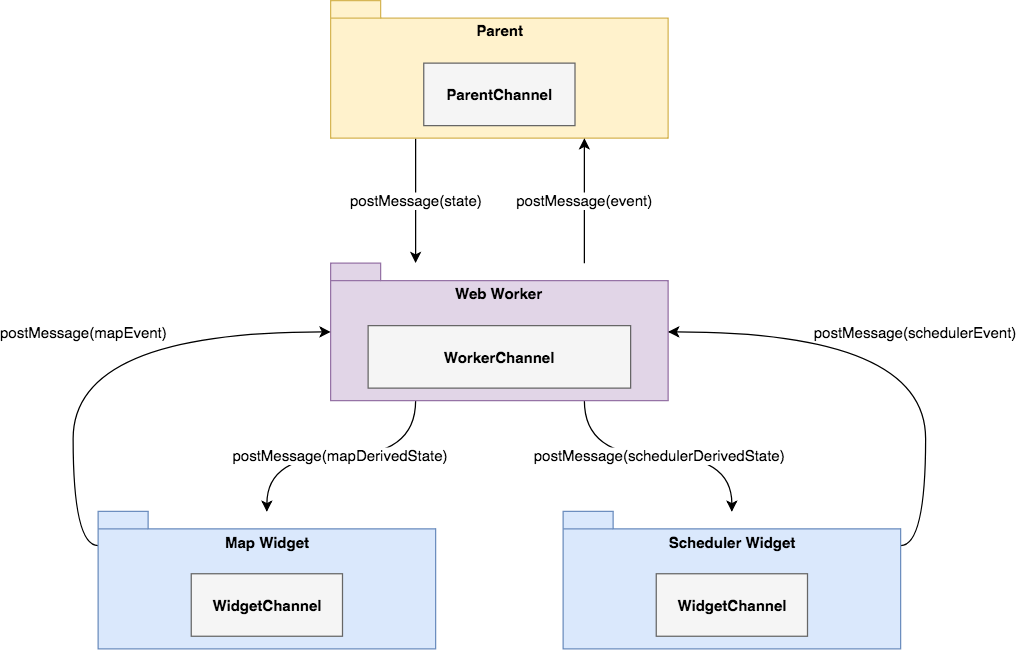 Parent
ParentChannel
postMessage(state)
postMessage(event)
Web Worker
WorkerChannel
postMessage(mapEvent)
postMessage(schedulerEvent)
postMessage(mapDerivedState)
postMessage(schedulerDerivedState)
Map Widget
WidgetChannel
Scheduler Widget
WidgetChannel